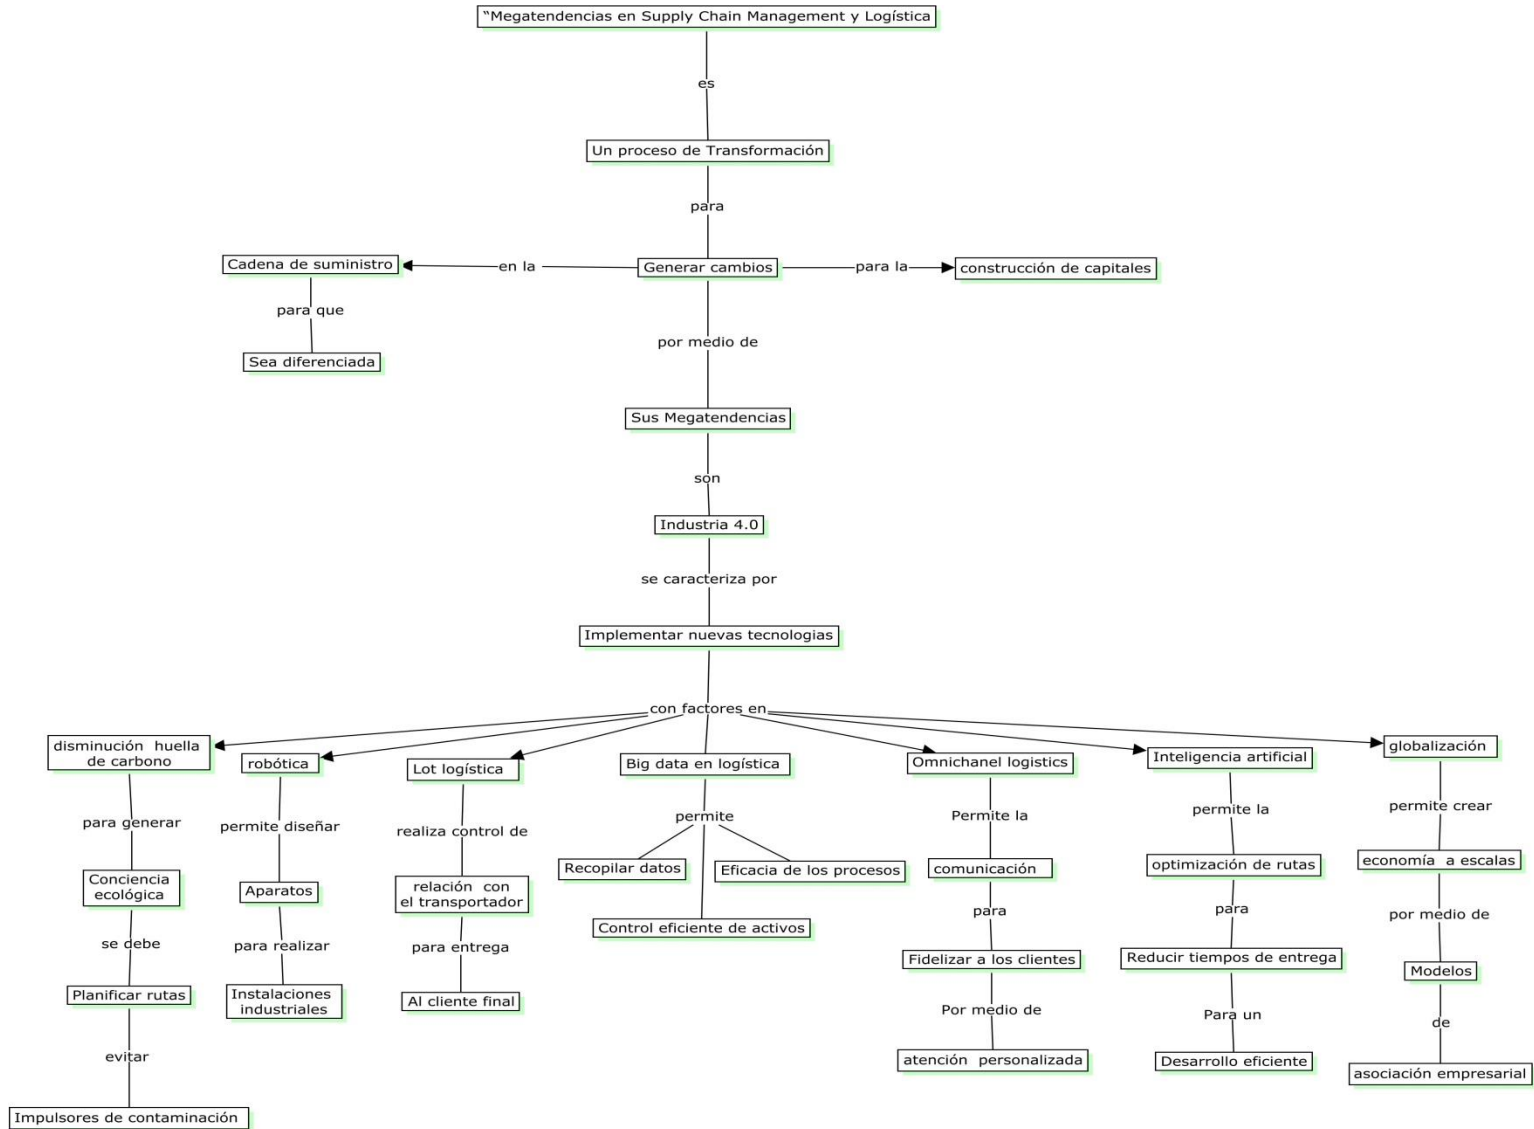 “Megatendencias en Supply Chain Management y Logística
es
Un proceso de Transformación
para
Cadena de suministro
en la
Generar cambios
para la
construcción de capitales
para que
Sea diferenciada
por medio de
Sus Megatendencias
son
Industria 4.0
se caracteriza por
Implementar nuevas tecnologias
con factores en
disminución huella
de carbono
para generar
Conciencia
ecológica
se debe
Planificar rutas
evitar
Impulsores de contaminación
robótica
permite diseñar
Aparatos
para realizar
Instalaciones
industriales
Lot logística
realiza control de
relación con
el transportador
para entrega
Al cliente final
Big data en logística
permite
Recopilar datos
Eficacia de los procesos
Control eficiente de activos
Omnichanel logistics
Permite la
comunicación
para
Fidelizar a los clientes
Por medio de
atención personalizada
Inteligencia artificial
permite la
optimización de rutas
para
Reducir tiempos de entrega
Para un
Desarrollo eficiente
globalización
permite crear
economía a escalas
por medio de
Modelos
de
asociación empresarial